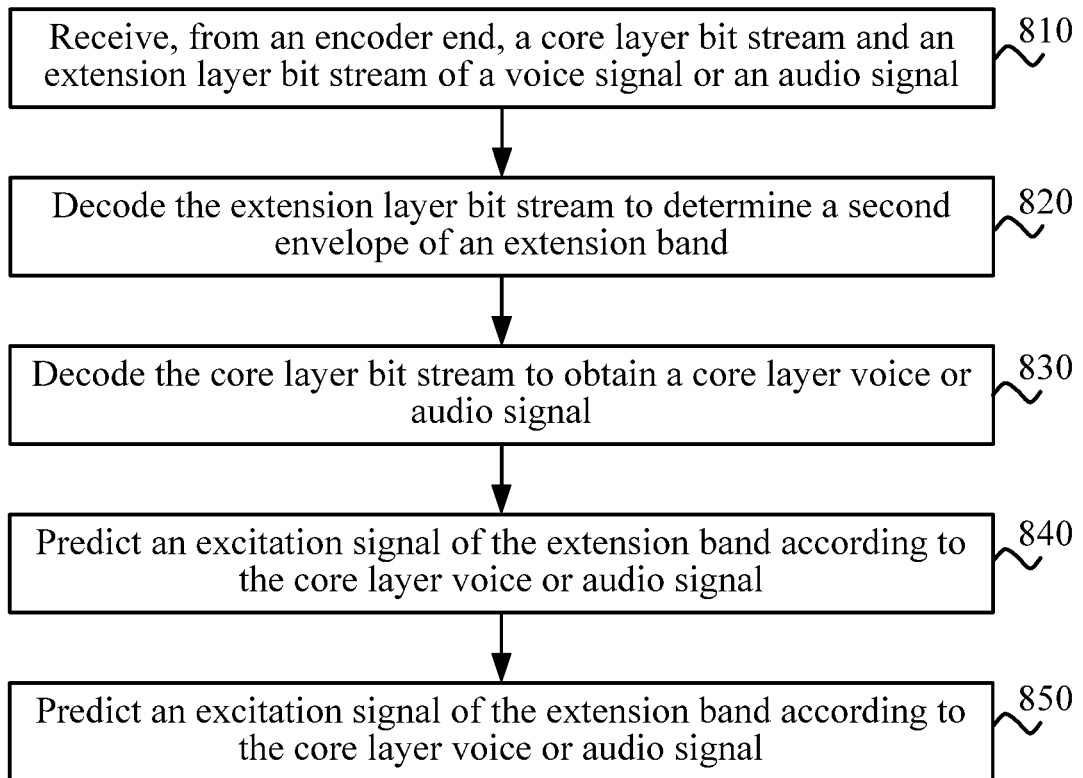 Receive, from an encoder end, a core layer bit stream and an
extension layer bit stream of a voice signal or an audio signal
810
Decode the extension layer bit stream to determine a second
envelope of an extension band
820
Decode the core layer bit stream to obtain a core layer voice or
audio signal
830
Predict an excitation signal of the extension band according to
the core layer voice or audio signal
840
Predict an excitation signal of the extension band according to
the core layer voice or audio signal
850